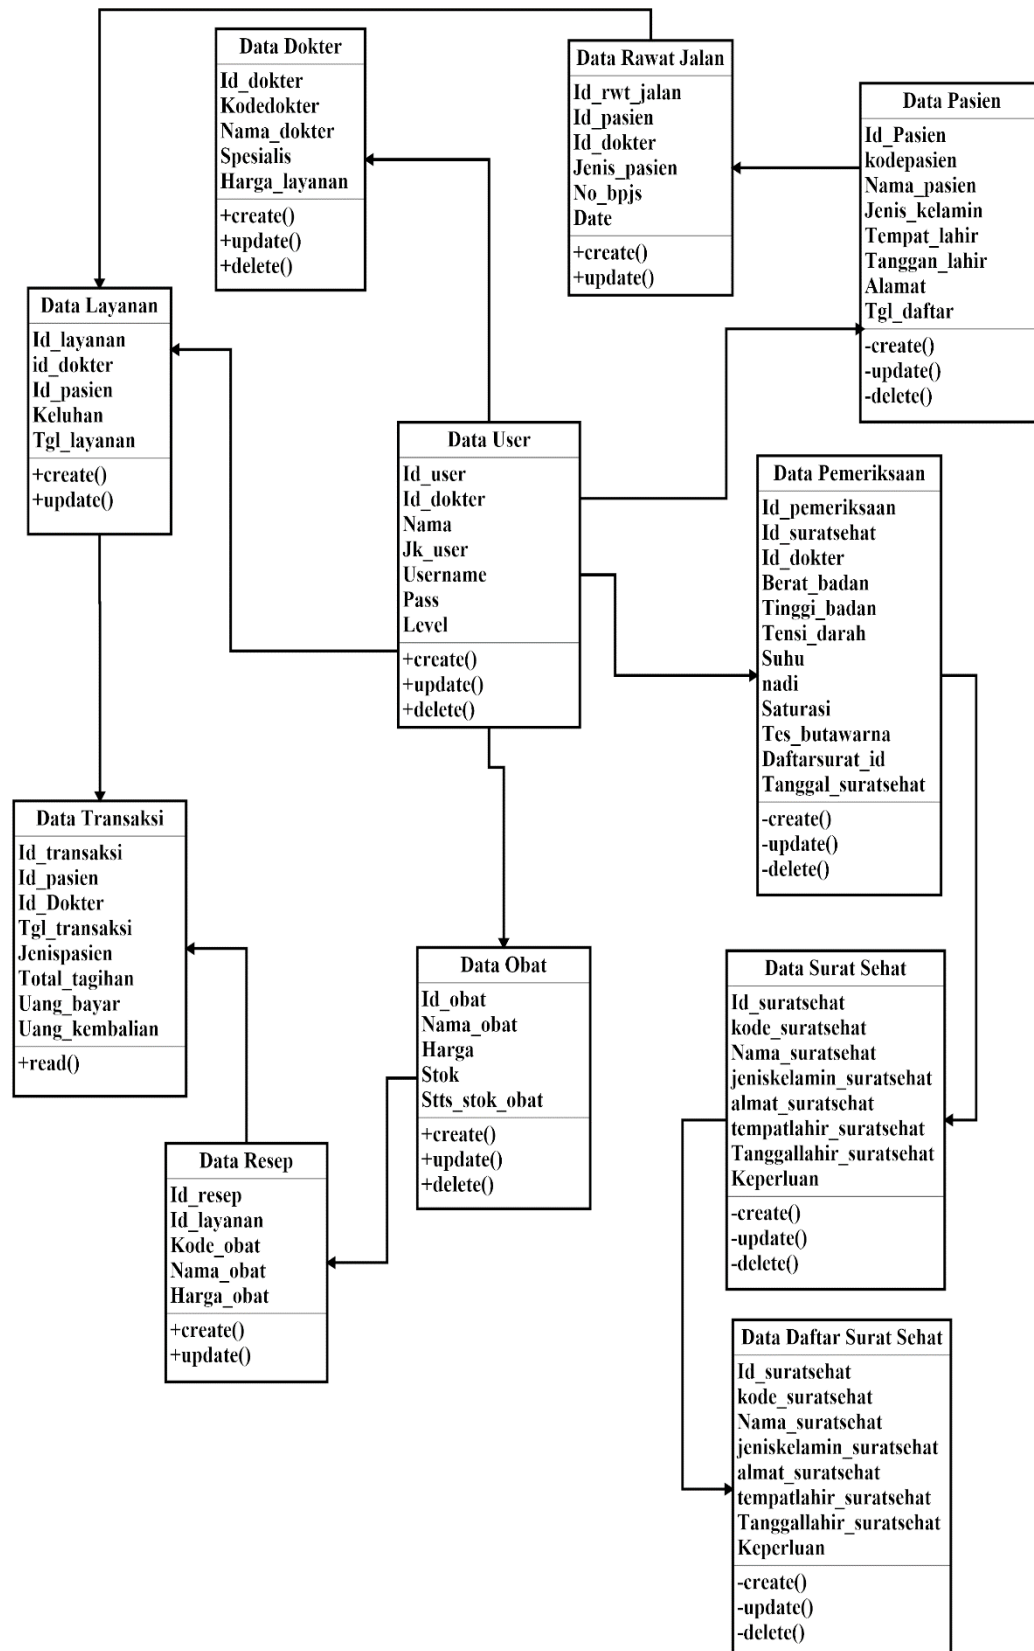 Data Dokter
Id_dokter
Kodedokter
Nama_dokter
Spesialis
Harga_layanan
+create()
+update()
+delete()
Data Rawat Jalan
Id_rwt_jalan
Id_pasien
Id_dokter
Jenis_pasien
No_bpjs
Date
+create()
+update()
Data Pasien
Id_Pasien
kodepasien
Nama_pasien
Jenis_kelamin
Tempat_lahir
Tanggan_lahir
Alamat
Tgl_daftar
-create()
-update()
-delete()
Data Layanan
Id_layanan
id_dokter
Id_pasien
Keluhan
Tgl_layanan
+create()
+update()
Data User
Id_user
Id_dokter
Nama
Jk_user
Username
Pass
Level
+create()
+update()
+delete()
Data Pemeriksaan
Id_pemeriksaan
Id_suratsehat
Id_dokter
Berat_badan
Tinggi_badan
Tensi_darah
Suhu
nadi
Saturasi
Tes_butawarna
Daftarsurat_id
Tanggal_suratsehat
-create()
-update()
-delete()
Data Transaksi
Id_transaksi
Id_pasien
Id_Dokter
Tgl_transaksi
Jenispasien
Total_tagihan
Uang_bayar
Uang_kembalian
+read()
Data Obat
Id_obat
Nama_obat
Harga
Stok
Stts_stok_obat
+create()
+update()
+delete()
Data Surat Sehat
Id_suratsehat
kode_suratsehat
Nama_suratsehat
jeniskelamin_suratsehat
almat_suratsehat
tempatlahir_suratsehat
Tanggallahir_suratsehat
Keperluan
-create()
-update()
-delete()
Data Resep
Id_resep
Id_layanan
Kode_obat
Nama_obat
Harga_obat
+create()
+update()
Data Daftar Surat Sehat
Id_suratsehat
kode_suratsehat
Nama_suratsehat
jeniskelamin_suratsehat
almat_suratsehat
tempatlahir_suratsehat
Tanggallahir_suratsehat
Keperluan
-create()
-update()
-delete()